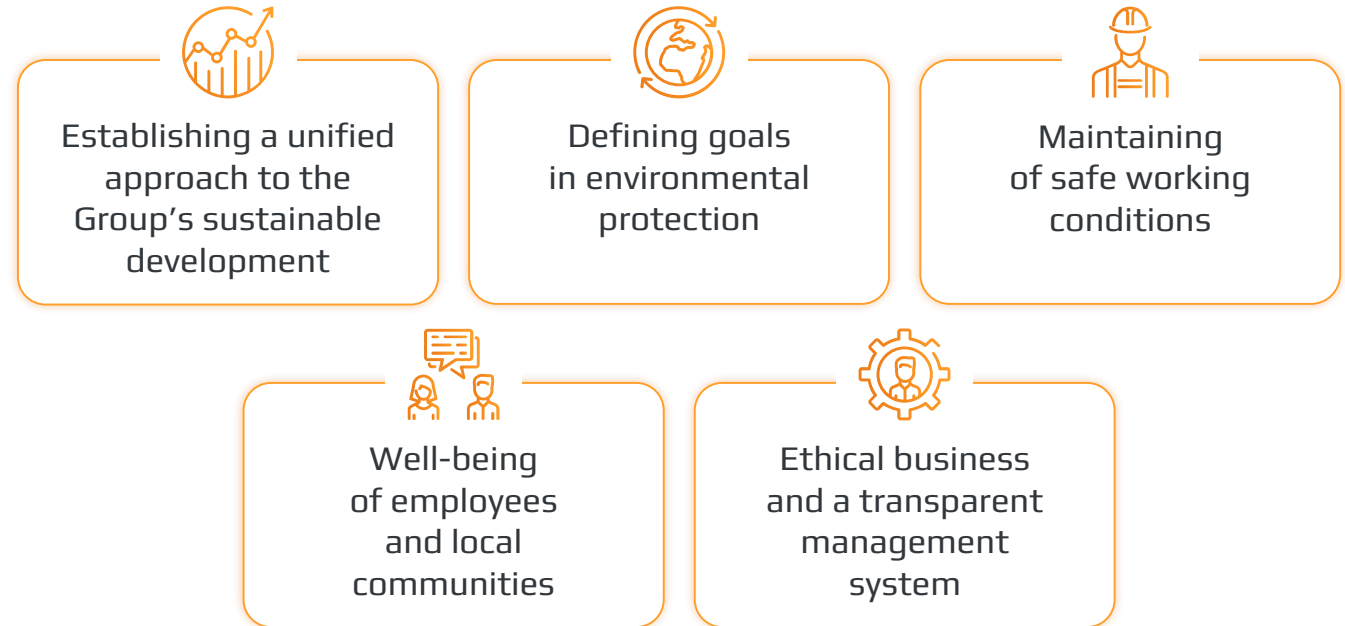 Establishing a unified
approach to the
Group's sustainable
development
Defining goals
in environmental
protection
Maintaining
of safe working
conditions
Well-being
of employees
and local
communities
Ethical business
and a transparent
management
system